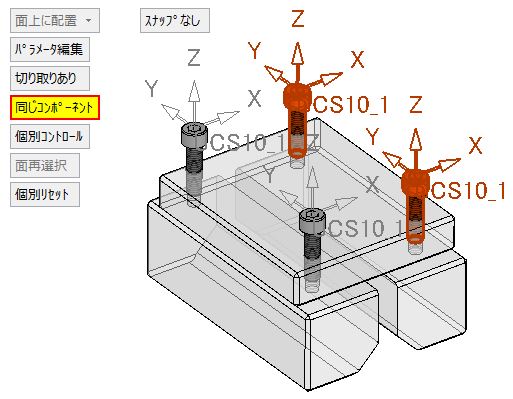 面上に配置
スナップなし
パラメータ編集
切り取りあり
同じコンポーネント
個別コントロール
面再選択
個別リセット
Z
Y
X
CS10_1
Z
Y
X
CS10_1
Z
Y
X
CS10_1
Z
Y
X
CS10_1